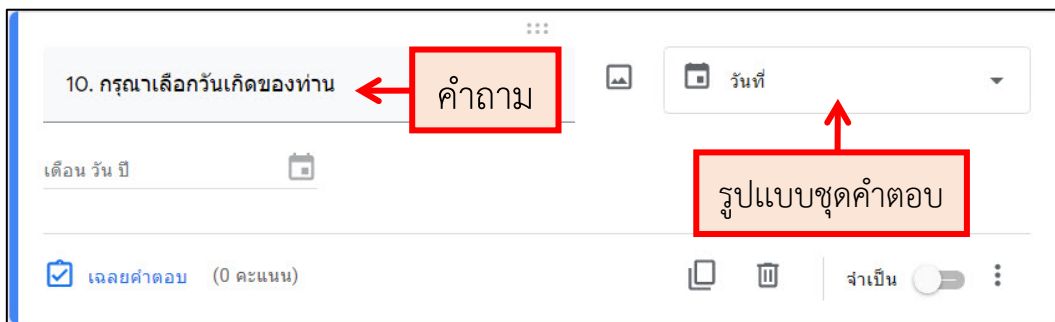 10. กรุณาเลือกวันเกิดของท่าน
คำถาม
วันที่
เดือน วัน ปี
รูปแบบชุดคำตอบ
เฉลยคำตอบ (0 คะแนน)
จำเป็น